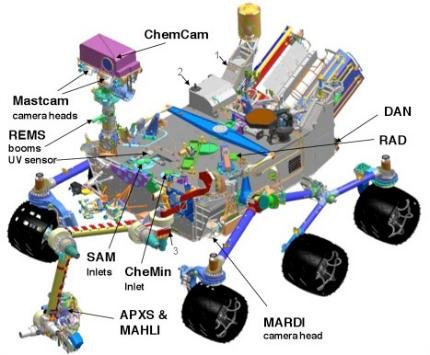 ChemCam
1
2
Mastcam
camera heads
REMS
booms
UV sensor
DAN
RAD
SAM
Inlets
CheMin
Inlet
3
APXS &
MAHLI
MARDI
camera head